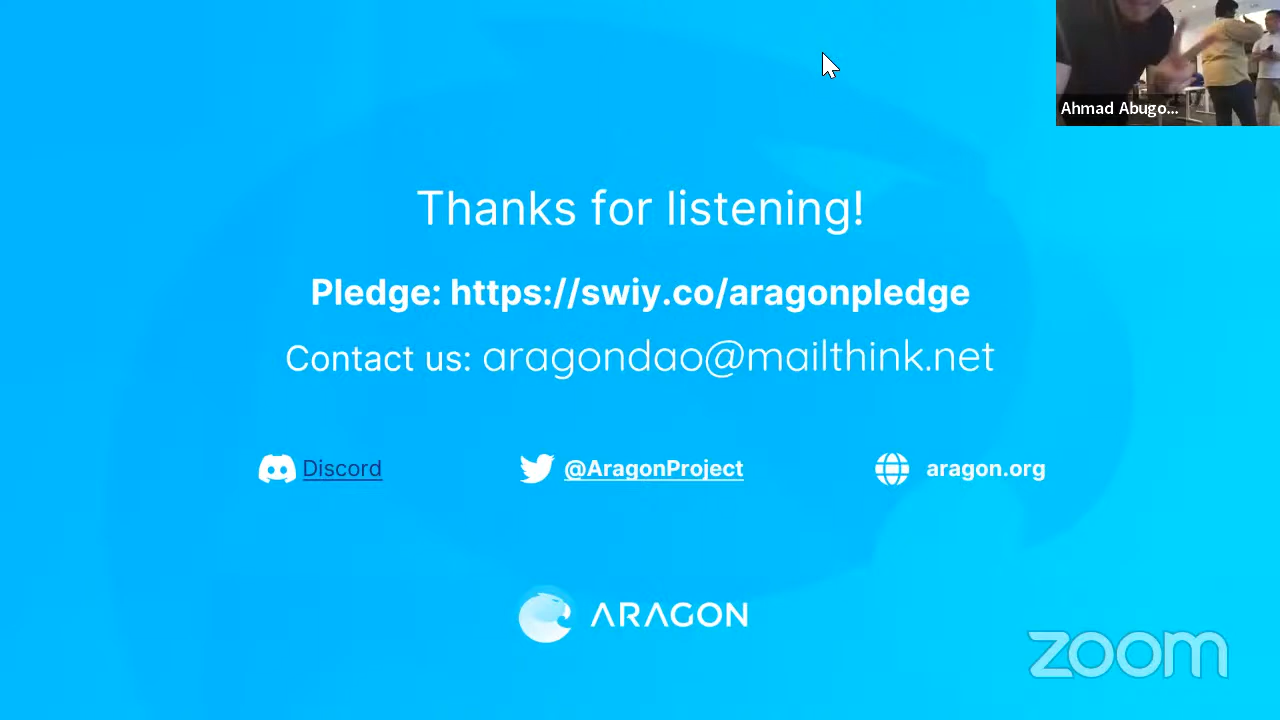 Ahmad Abugo...
Thanks for listening!
Pledge: https://swiy.co/aragonpledge
Contact us: aragondao@mailthink.net
Discord
@AragonProject
aragon.org
ARAGON
zoom